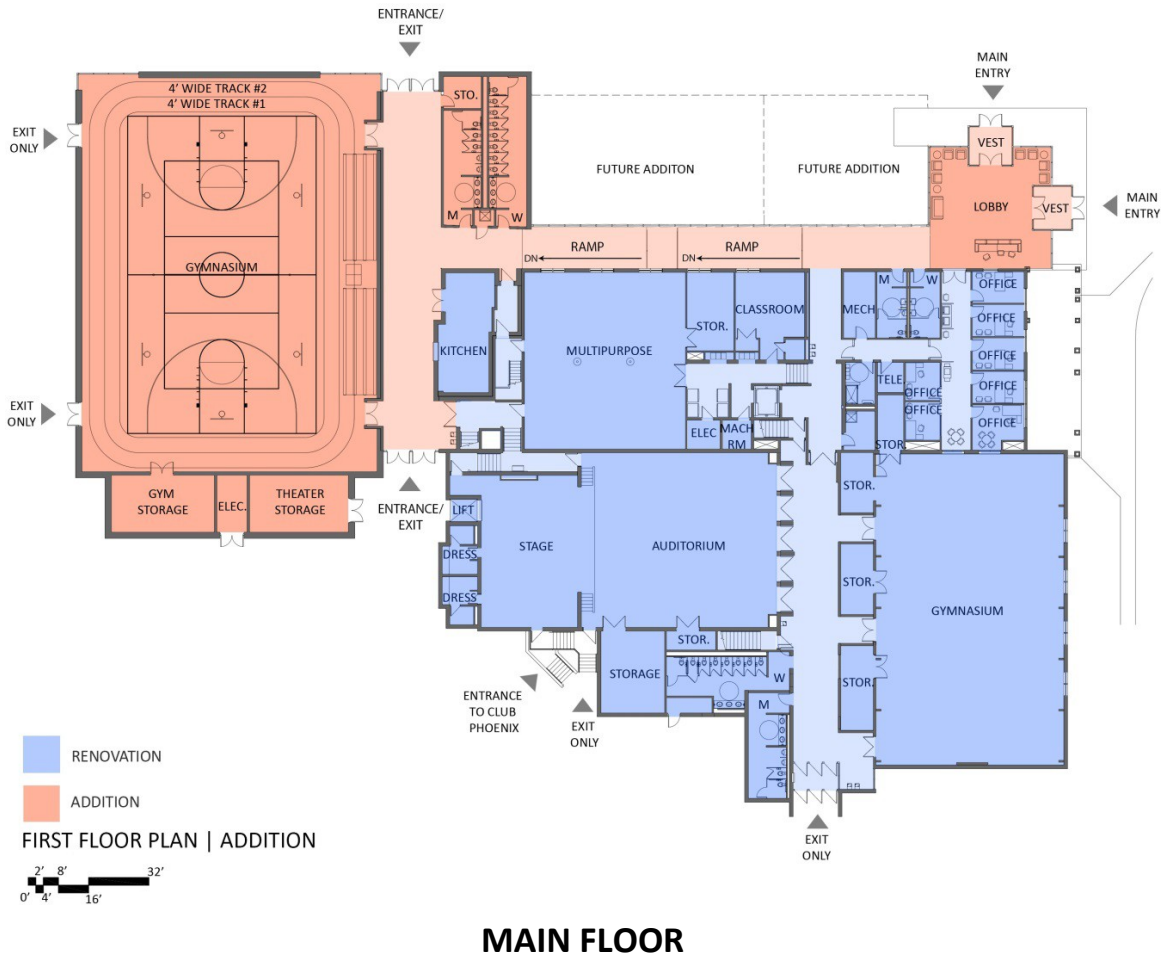 ENTRANCE/
EXIT
MAIN
ENTRY
4' WIDE TRACK #2
4' WIDE TRACK #1
STO.
EXIT
ONLY
VEST
FUTURE ADDITON
FUTURE ADDITION
M
W
LOBBY
VEST
MAIN
ENTRY
RAMP
RAMP
DN
DN
GYMNASIUM
M
W
OFFICE
MECH
STOR.
CLASSROOM
OFFICE
KITCHEN
MULTIPURPOSE
OFFICE
TELE.
OFFICE
OFFICE
OFFICE
OFFICE
EXIT
ONLY
ELEC
MACH
RM
STOR.
STOR.
GYM
STORAGE
ELEC.
THEATER
STORAGE
ENTRANCE/
EXIT
LIFT
STAGE
AUDITORIUM
DRESS
DRESS
STOR.
GYMNASIUM
STOR.
STORAGE
W
STOR.
M
ENTRANCE
TO CLUB
PHOENIX
EXIT
ONLY
RENOVATION
ADDITION
FIRST FLOOR PLAN | ADDITION
EXIT
ONLY
2' 8' 32'
0' 4' 16'
MAIN FLOOR